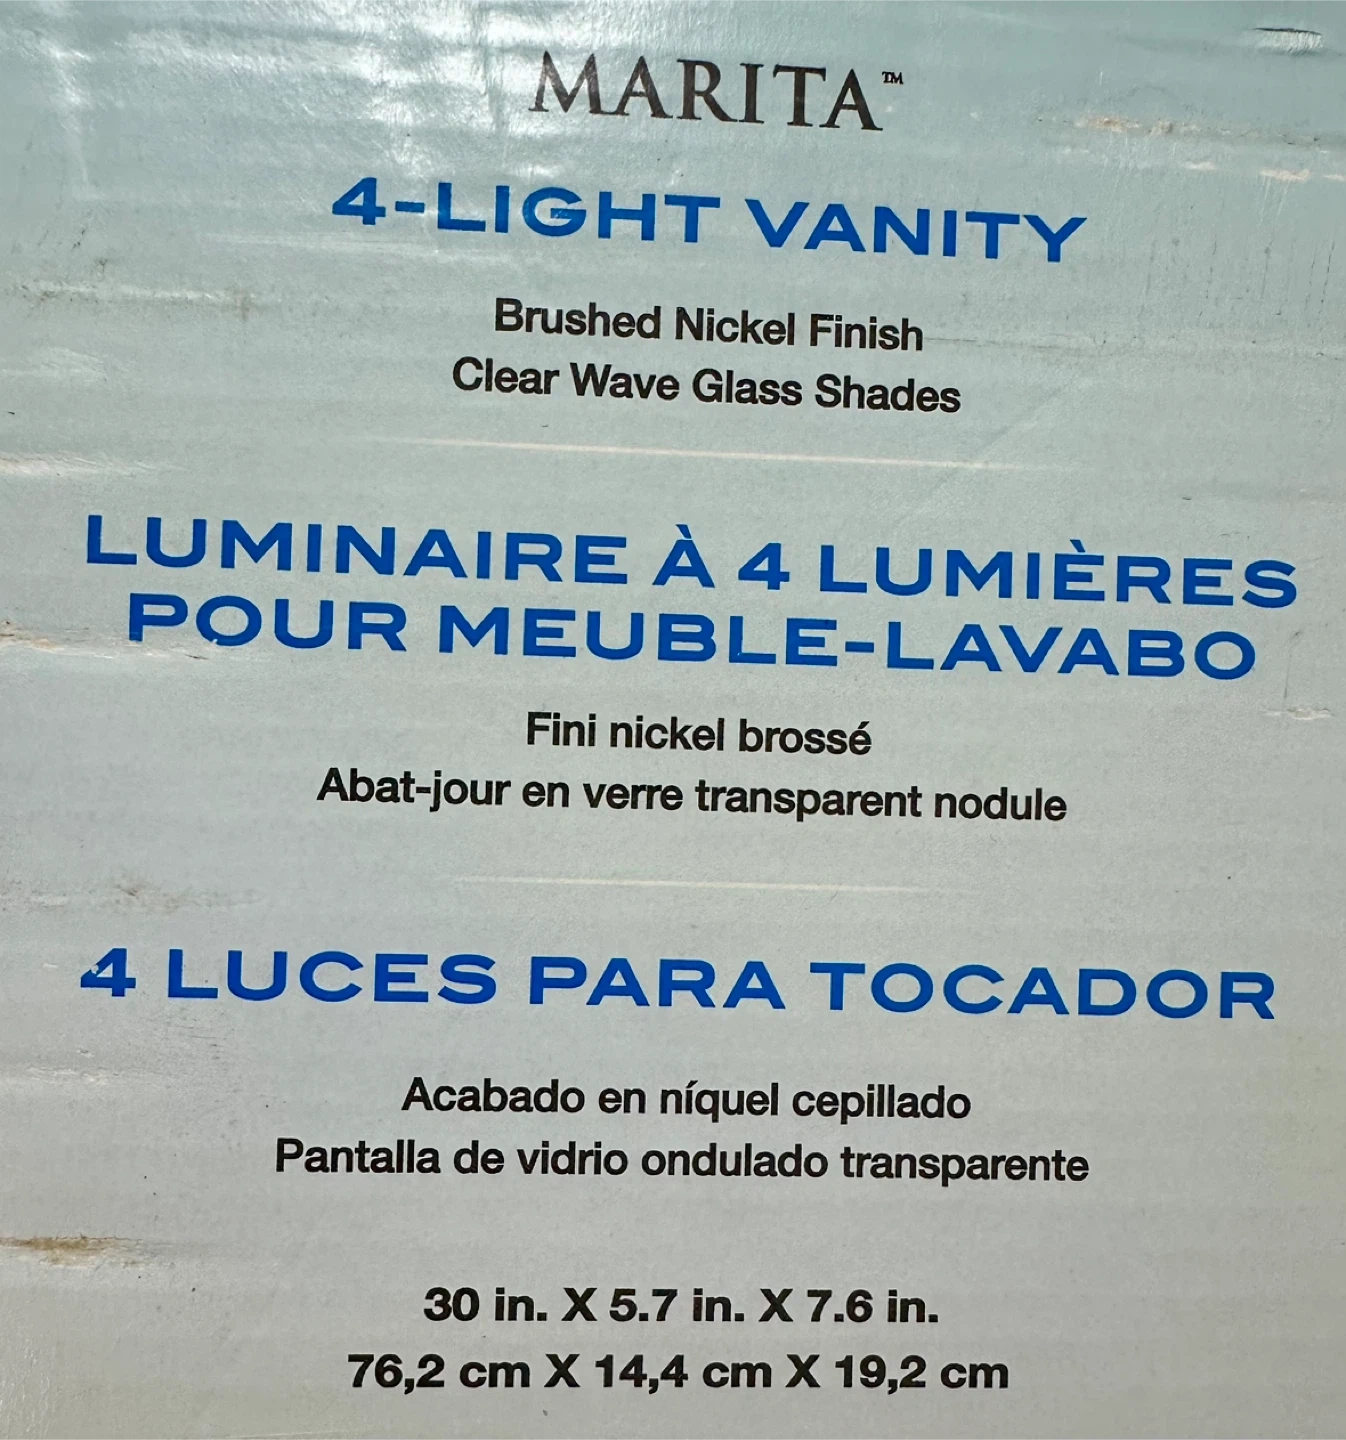 MARITA™
4-LIGHT VANITY
Brushed Nickel Finish
Clear Wave Glass Shades
LUMINAIRE À 4 LUMIÈRES
POUR MEUBLE-LAVABO
Fini nickel brossé
Abat-jour en verre transparent nodule
4 LUCES PARA TOCADOR
Acabado en níquel cepillado
Pantalla de vidrio ondulado transparente
30 in. X 5.7 in. X 7.6 in.
76,2 cm X 14,4 cm X 19,2 cm